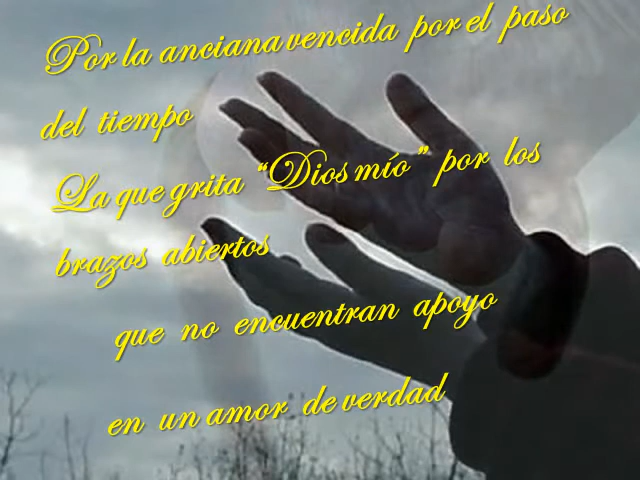 Por la anciana vencida por el paso
del tiempo
La que grita “Dios mío” por los
brazos abiertos
que no encuentran apoyo
en un amor de verdad